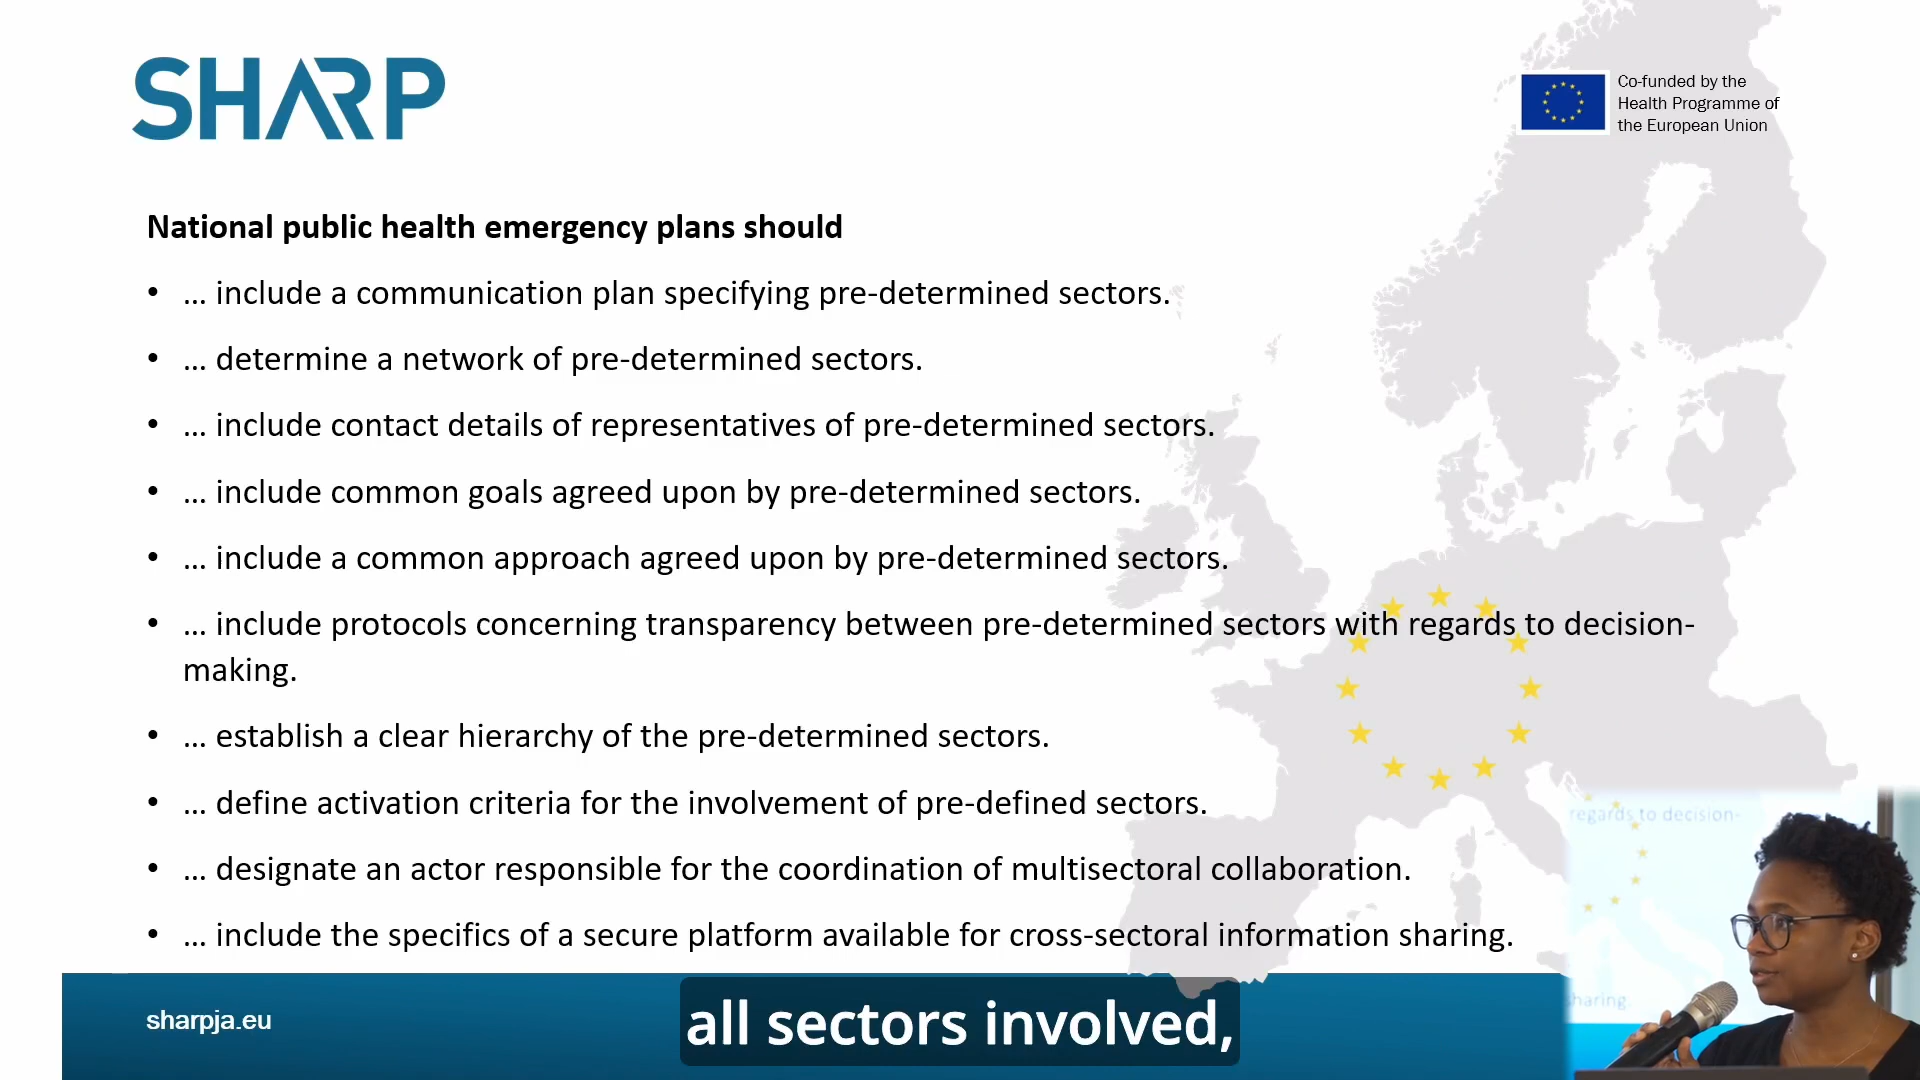 SHARP
Co-funded by the
Health Programme of
the European Union
National public health emergency plans should
• ... include a communication plan specifying pre-determined sectors.
• ... determine a network of pre-determined sectors.
• ... include contact details of representatives of pre-determined sectors.
• ... include common goals agreed upon by pre-determined sectors.
• ... include a common approach agreed upon by pre-determined sectors.
• ... include protocols concerning transparency between pre-determined sectors with regards to decision-
making.
• ... establish a clear hierarchy of the pre-determined sectors.
• ... define activation criteria for the involvement of pre-defined sectors.
• ... designate an actor responsible for the coordination of multisectoral collaboration.
• ... include the specifics of a secure platform available for cross-sectoral information sharing.
regards to decision-
sharing.
sharpja.eu
all sectors involved,